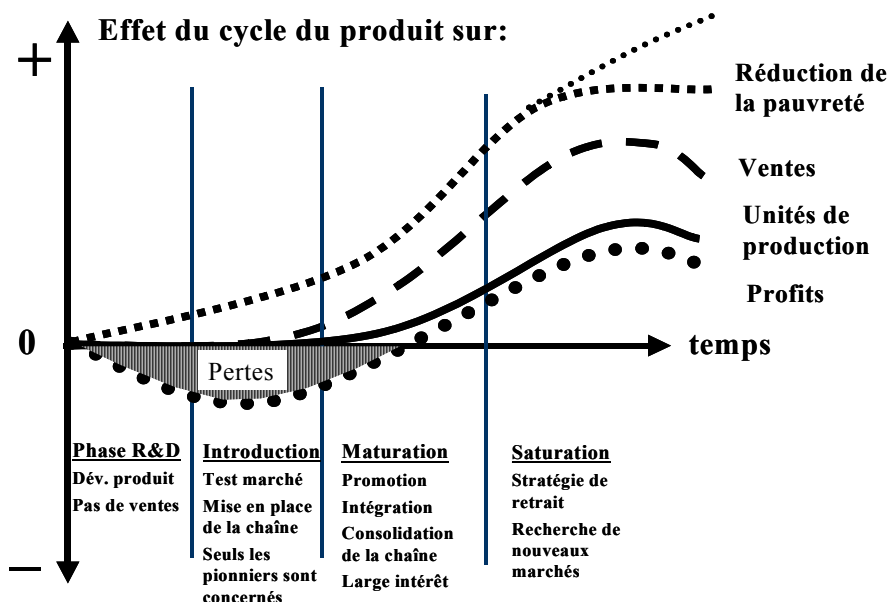 Effet du cycle du produit sur:
+
Réduction de
la pauvreté
Ventes
Unités de
production
Profits
0
temps
Pertes
Phase R&D
Dév. produit
Pas de ventes
Introduction
Test marché
Mise en place
de la chaîne
Seuls les
pionniers sont
concernés
Maturation
Promotion
Intégration
Consolidation
de la chaîne
Large intérêt
Saturation
Stratégie de
retrait
Recherche de
nouveaux
marchés
–